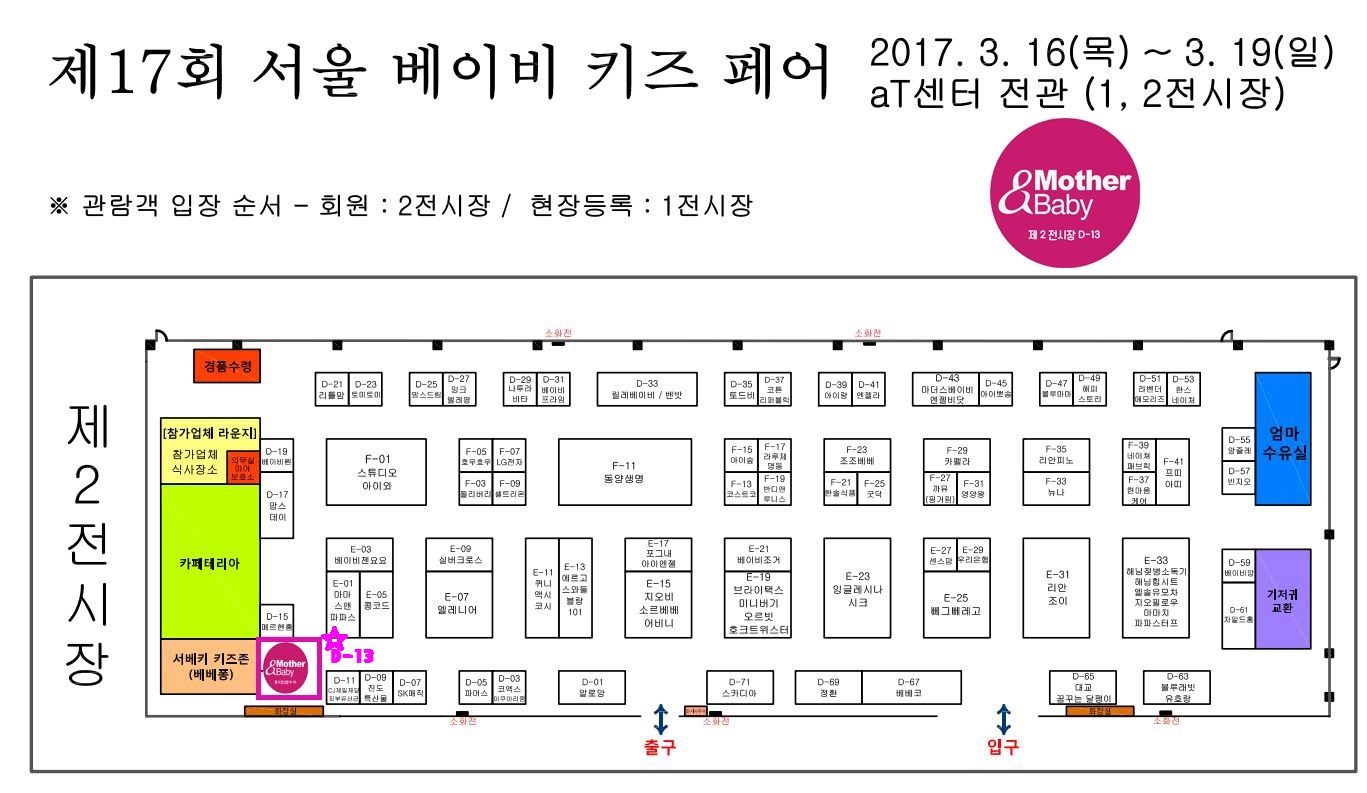 제17회 서울 베이비 키즈 페어
2017. 3. 16(목) ~ 3. 19(일)
aT센터 전관 (1, 2전시장)
&Mother
Baby
제 2 전시장 D-13
※ 관람객 입장 순서 - 회원 : 2전시장 / 현장등록 : 1전시장
제2전시장
소화전
소화전
경품수령
D-21
리틀맘
D-23
토미토미
D-25
맘스드림
D-27
밍크
엘레팡
D-29
나투라
비타
D-31
베이비
프라임
D-33
릴레베이비 / 밴밧
D-35
토드비
D-37
코튼
리퍼블릭
D-39
아이랑
D-41
엔젤라
D-43
마더스베이비
엔젤비닷
D-45
아이뽀송
D-47
블루마마
D-49
해피
스토리
D-51
라벤더
메모리즈
D-53
한스
네이쳐
엄마
수유실
[참가업체 라운지]
참가업체
식사장소
의무실
미아
보호소
D-19
베이비원
D-17
맘스
데이
F-01
스튜디오
아이와
F-05
호우호우
F-07
LG전자
F-03
돌리버리
F-09
쉘트리온
F-11
동양생명
F-15
아이숲
F-17
라루체
명동
F-13
코스트코
F-19
반디앤
루니스
F-23
조조베베
F-21
한솔식품
F-25
굿닥
F-29
카멜라
F-27
까뮤
(핑거림)
F-31
영양왕
F-35
리안피노
F-33
뉴나
F-39
네이쳐
패브릭
F-37
한마음
케어
F-41
프띠
아띠
D-55
앙쥴레
D-57
빈지오
카페테리아
D-15
메르헨홈
E-03
베이비젠요요
E-01
마마
스앤
파파스
E-05
콩코드
E-09
실버크로스
E-07
엘레니어
E-11
퀴니
맥시
코시
E-13
에르고
스와들
블랑
101
E-17
포그내
아이엔젤
E-15
지오비
소르베베
어비니
E-21
베이비조거
E-19
브라이택스
미니버기
오르빗
호크트위스터
E-23
잉글레시나
시크
E-27
센스맘
E-29
우리은행
E-25
뻬그뻬레고
E-31
리안
조이
E-33
해님젖병소독기
해님힙시트
엘솔유모차
지오필로우
마마치
파파스터프
D-59
베이비앙
D-61
차일드홈
기저귀
교환
서베키 키즈존
(베베퐁)
&Mother
Baby
D-13
D-11
CJ제일제당
피부유산균
D-09
진도
특산물
D-07
SK매직
D-05
파머스
D-03
코엑스
아쿠아리움
D-01
알로앙
D-71
스카디아
D-69
정환
D-67
베베코
D-65
대교
꿈꾸는 달팽이
D-63
블루래빗
유호랑
화장실
소화전
소화전
화장실
소화전
출구
입구